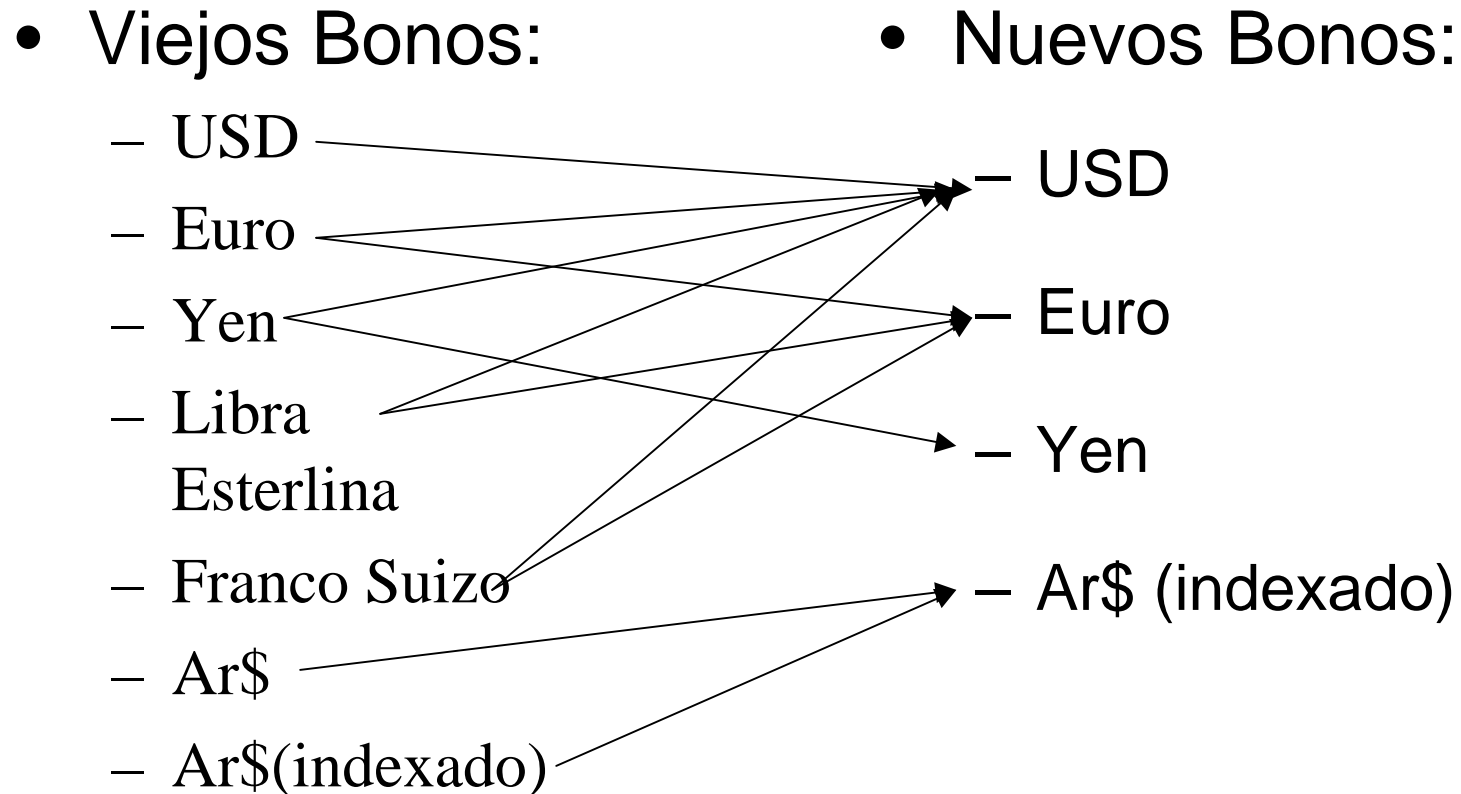 • Viejos Bonos:
– USD
– Euro
– Yen
– Libra
Esterlina
– Franco Suizo
– Ar$
– Ar$(indexado)
• Nuevos Bonos:
– USD
– Euro
– Yen
– Ar$ (indexado)